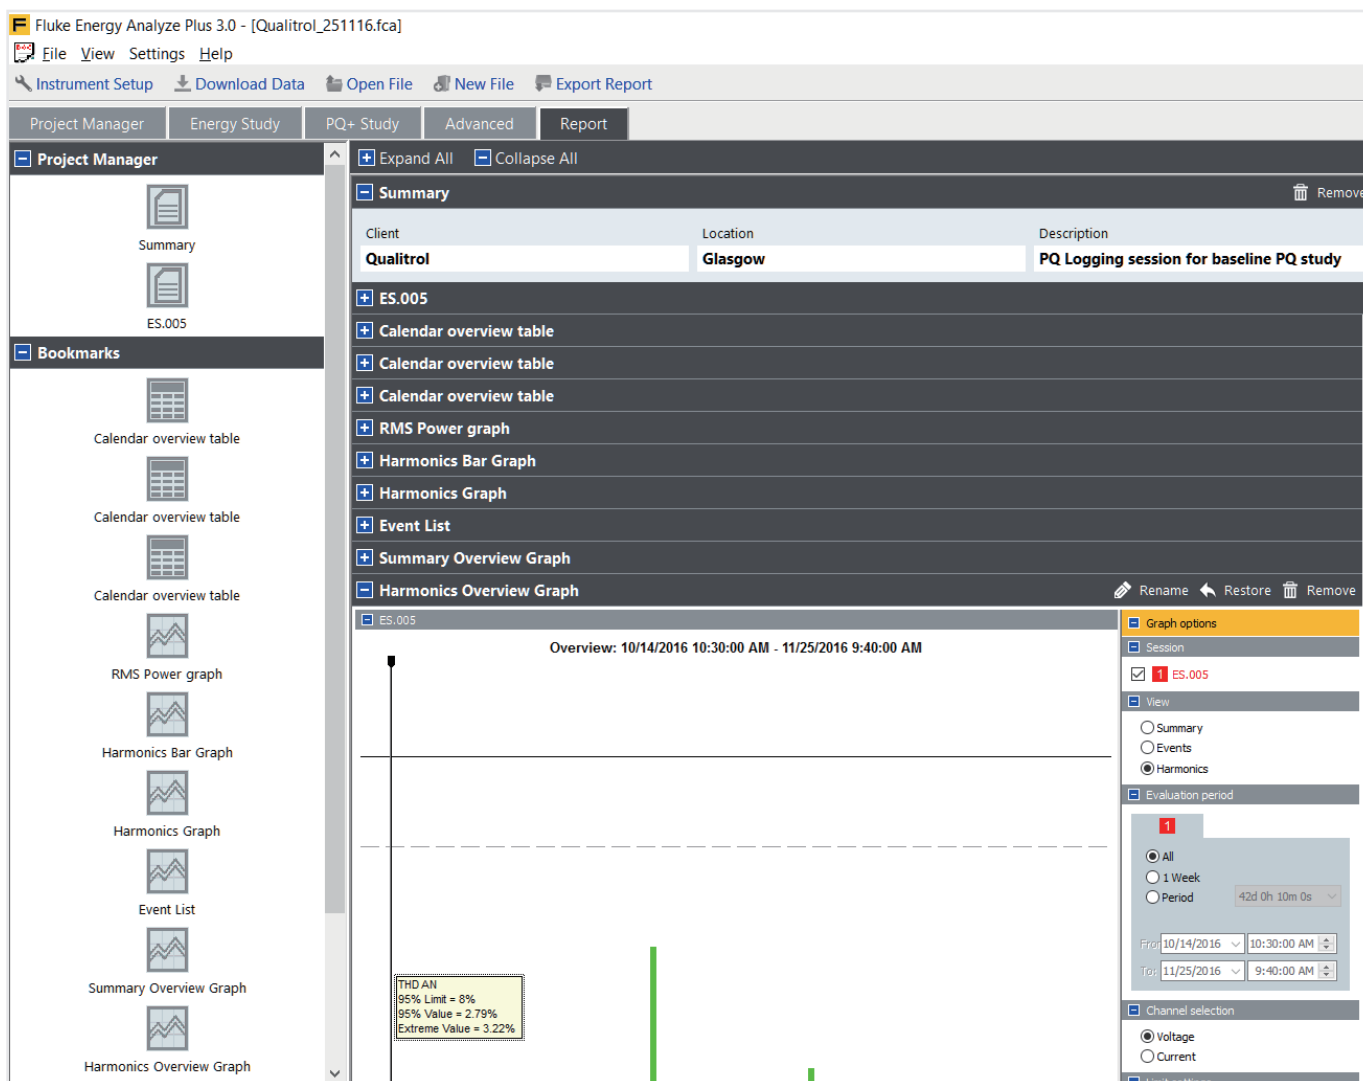 Fluke Energy Analyze Plus 3.0 - [Qualitrol_251116.fca]
File View Settings Help
Instrument Setup Download Data Open File New File Export Report
Project Manager Energy Study PQ+ Study Advanced Report
Project Manager
Summary
ES.005
Bookmarks
Calendar overview table
Calendar overview table
Calendar overview table
RMS Power graph
Harmonics Bar Graph
Harmonics Graph
Event List
Summary Overview Graph
Harmonics Overview Graph
Expand All Collapse All
Summary Remove
Client Location Description
Qualitrol Glasgow PQ Logging session for baseline PQ study
ES.005
Calendar overview table
Calendar overview table
Calendar overview table
RMS Power graph
Harmonics Bar Graph
Harmonics Graph
Event List
Summary Overview Graph
Harmonics Overview Graph Rename Restore Remove
ES.005
Overview: 10/14/2016 10:30:00 AM - 11/25/2016 9:40:00 AM
THD AN
95% Limit = 8%
95% Value = 2.79%
Extreme Value = 3.22%
Graph options
Session
1 ES.005
View
Summary
Events
Harmonics
Evaluation period
1
All
1 Week
Period 42d 0h 10m 0s
10/14/2016 10:30:00 AM
To: 11/25/2016 9:40:00 AM
Channel selection
Voltage
Current